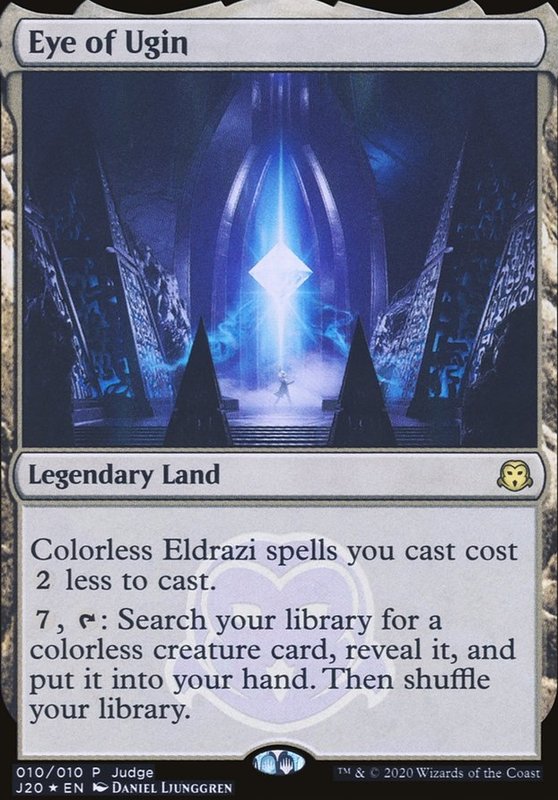 Eye of Ugin
Legendary Land
Colorless Eldrazi spells you cast cost
2 less to cast.
7, : Search your library for a
colorless creature card, reveal it, and
put it into your hand. Then shuffle
your library.
010/010 P Judge
J20 ★ EN Daniel Ljunggren
™ & © 2020 Wizards of the Coast